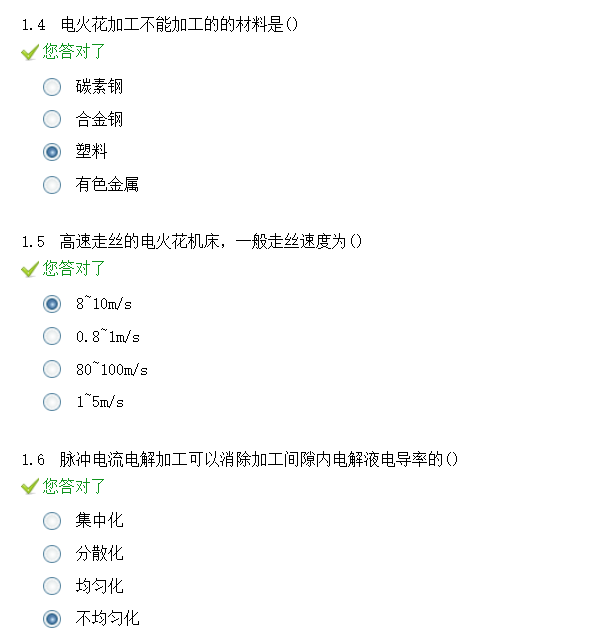 1.4 电火花加工不能加工的的材料是()
您答对了
碳素钢
合金钢
塑料
有色金属
1.5 高速走丝的电火花机床，一般走丝速度为()
您答对了
8~10m/s
0.8~1m/s
80~100m/s
1~5m/s
1.6 脉冲电流电解加工可以消除加工间隙内电解液电导率的()
您答对了
集中化
分散化
均匀化
不均匀化